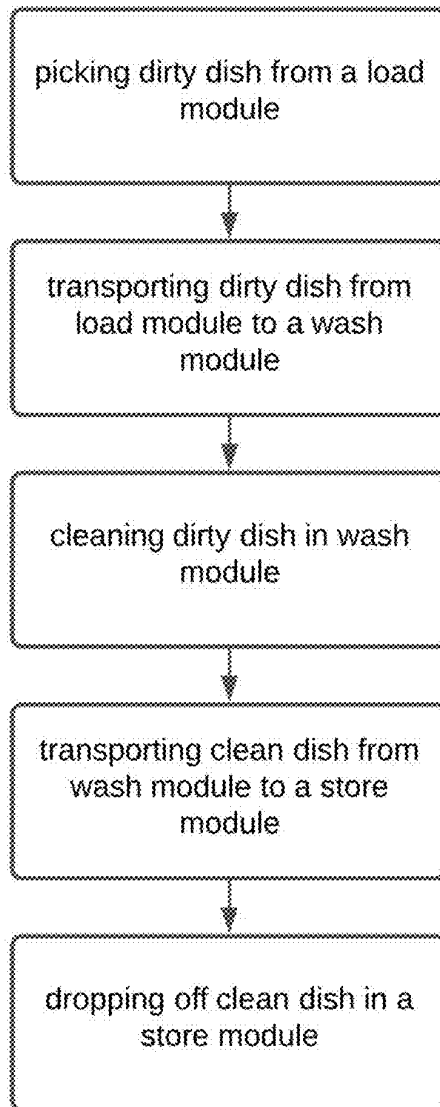 picking dirty dish from a load
module
transporting dirty dish from
load module to a wash
module
cleaning dirty dish in wash
module
transporting clean dish from
wash module to a store
module
dropping off clean dish in a
store module